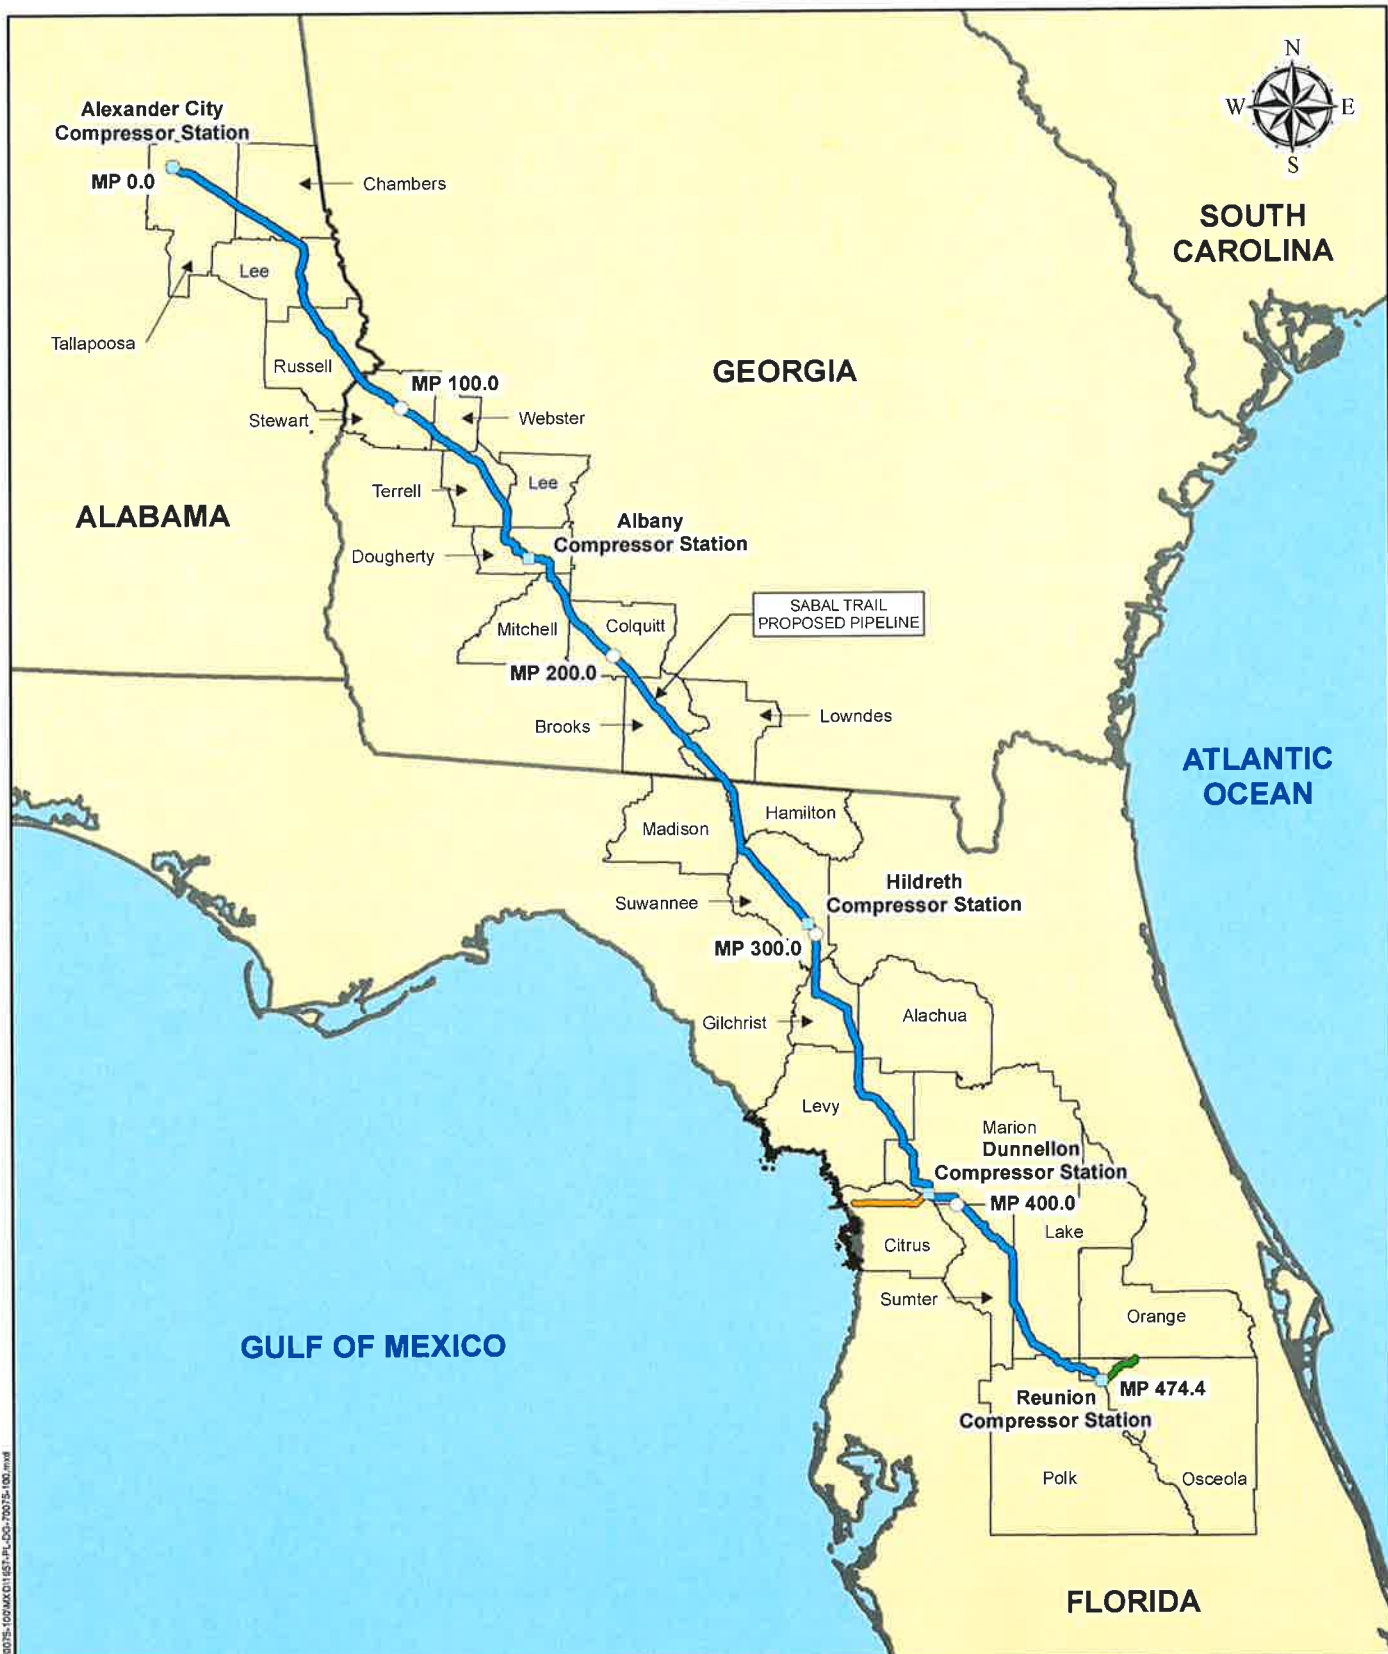 N
W E
S
Alexander City
Compressor Station
MP 0.0
Chambers
SOUTH
CAROLINA
Lee
Tallapoosa
Russell
GEORGIA
MP 100.0
Stewart
Webster
Terrell
Lee
ALABAMA
Albany
Compressor Station
Dougherty
SABAL TRAIL
PROPOSED PIPELINE
Mitchell
Colquitt
MP 200.0
Brooks
Lowndes
ATLANTIC
OCEAN
Hamilton
Madison
Hildreth
Compressor Station
Suwannee
MP 300.0
Gilchrist
Alachua
Levy
Marion
Dunnellon
Compressor Station
MP 400.0
Lake
Citrus
Sumter
Orange
GULF OF MEXICO
MP 474.4
Reunion
Compressor Station
Polk
Osceola
FLORIDA